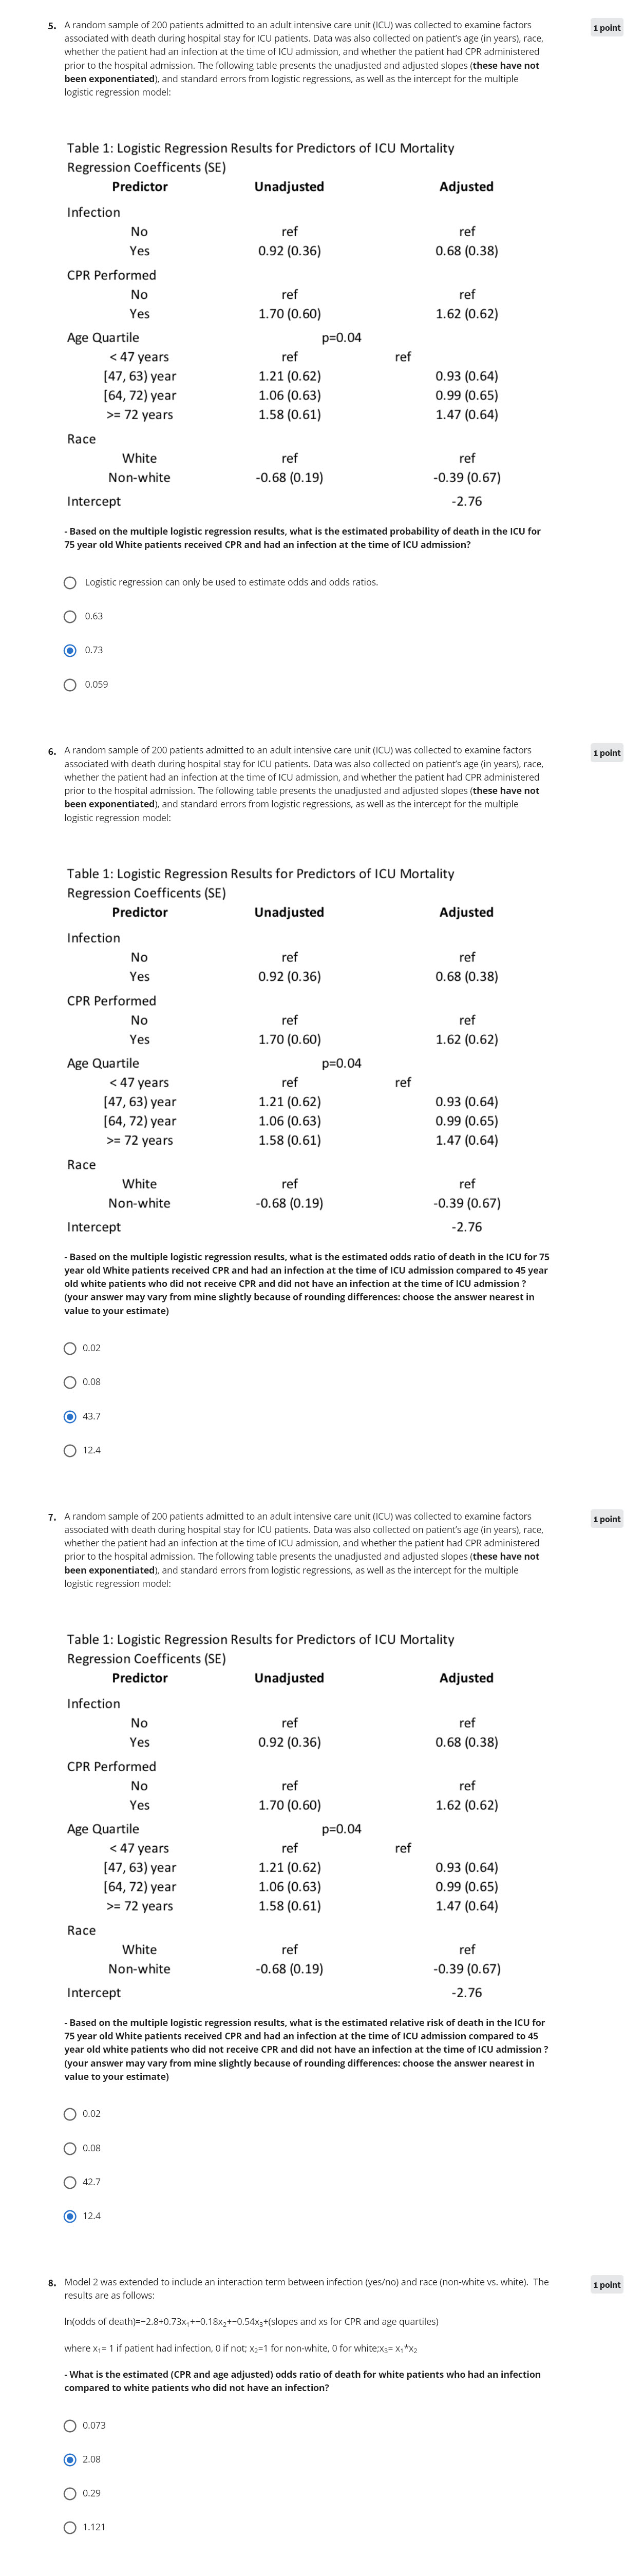 5. A random sample of 200 patients admitted to an adult intensive care unit (ICU) was collected to examine factors
1 point
associated with death during hospital stay for ICU patients. Data was also collected on patient's age (in years), race,
whether the patient had an infection at the time of ICU admission, and whether the patient had CPR administered
prior to the hospital admission. The following table presents the unadjusted and adjusted slopes (these have not
been exponentiated), and standard errors from logistic regressions, as well as the intercept for the multiple
logistic regression model:
Table 1: Logistic Regression Results for Predictors of ICU Mortality
Regression Coefficents (SE)
Predictor Unadjusted Adjusted
Infection
No ref ref
Yes 0.92 (0.36) 0.68 (0.38)
CPR Performed
No ref ref
Yes 1.70 (0.60) 1.62 (0.62)
Age Quartile p=0.04
< 47 years ref ref
[47, 63) year 1.21 (0.62) 0.93 (0.64)
[64, 72) year 1.06 (0.63) 0.99 (0.65)
>= 72 years 1.58 (0.61) 1.47 (0.64)
Race
White ref ref
Non-white -0.68 (0.19) -0.39 (0.67)
Intercept -2.76
- Based on the multiple logistic regression results, what is the estimated probability of death in the ICU for
75 year old White patients received CPR and had an infection at the time of ICU admission?
Logistic regression can only be used to estimate odds and odds ratios.
0.63
0.73
0.059
6. A random sample of 200 patients admitted to an adult intensive care unit (ICU) was collected to examine factors
1 point
associated with death during hospital stay for ICU patients. Data was also collected on patient's age (in years), race,
whether the patient had an infection at the time of ICU admission, and whether the patient had CPR administered
prior to the hospital admission. The following table presents the unadjusted and adjusted slopes (these have not
been exponentiated), and standard errors from logistic regressions, as well as the intercept for the multiple
logistic regression model:
Table 1: Logistic Regression Results for Predictors of ICU Mortality
Regression Coefficents (SE)
Predictor Unadjusted Adjusted
Infection
No ref ref
Yes 0.92 (0.36) 0.68 (0.38)
CPR Performed
No ref ref
Yes 1.70 (0.60) 1.62 (0.62)
Age Quartile p=0.04
< 47 years ref ref
[47, 63) year 1.21 (0.62) 0.93 (0.64)
[64, 72) year 1.06 (0.63) 0.99 (0.65)
>= 72 years 1.58 (0.61) 1.47 (0.64)
Race
White ref ref
Non-white -0.68 (0.19) -0.39 (0.67)
Intercept -2.76
- Based on the multiple logistic regression results, what is the estimated odds ratio of death in the ICU for 75
year old White patients received CPR and had an infection at the time of ICU admission compared to 45 year
old white patients who did not receive CPR and did not have an infection at the time of ICU admission ?
(your answer may vary from mine slightly because of rounding differences: choose the answer nearest in
value to your estimate)
0.02
0.08
43.7
12.4
7. A random sample of 200 patients admitted to an adult intensive care unit (ICU) was collected to examine factors
1 point
associated with death during hospital stay for ICU patients. Data was also collected on patient's age (in years), race,
whether the patient had an infection at the time of ICU admission, and whether the patient had CPR administered
prior to the hospital admission. The following table presents the unadjusted and adjusted slopes (these have not
been exponentiated), and standard errors from logistic regressions, as well as the intercept for the multiple
logistic regression model:
Table 1: Logistic Regression Results for Predictors of ICU Mortality
Regression Coefficents (SE)
Predictor Unadjusted Adjusted
Infection
No ref ref
Yes 0.92 (0.36) 0.68 (0.38)
CPR Performed
No ref ref
Yes 1.70 (0.60) 1.62 (0.62)
Age Quartile p=0.04
< 47 years ref ref
[47, 63) year 1.21 (0.62) 0.93 (0.64)
[64, 72) year 1.06 (0.63) 0.99 (0.65)
>= 72 years 1.58 (0.61) 1.47 (0.64)
Race
White ref ref
Non-white -0.68 (0.19) -0.39 (0.67)
Intercept -2.76
- Based on the multiple logistic regression results, what is the estimated relative risk of death in the ICU for
75 year old White patients received CPR and had an infection at the time of ICU admission compared to 45
year old white patients who did not receive CPR and did not have an infection at the time of ICU admission ?
(your answer may vary from mine slightly because of rounding differences: choose the answer nearest in
value to your estimate)
0.02
0.08
42.7
12.4
8. Model 2 was extended to include an interaction term between infection (yes/no) and race (non-white vs. white). The
1 point
results are as follows:
ln(odds of death)=−2.8+0.73x₁+−0.18x₂+−0.54x₃+(slopes and xs for CPR and age quartiles)
where x₁= 1 if patient had infection, 0 if not; x₂=1 for non-white, 0 for white;x₃= x₁*x₂
- What is the estimated (CPR and age adjusted) odds ratio of death for white patients who had an infection
compared to white patients who did not have an infection?
0.073
2.08
0.29
1.121